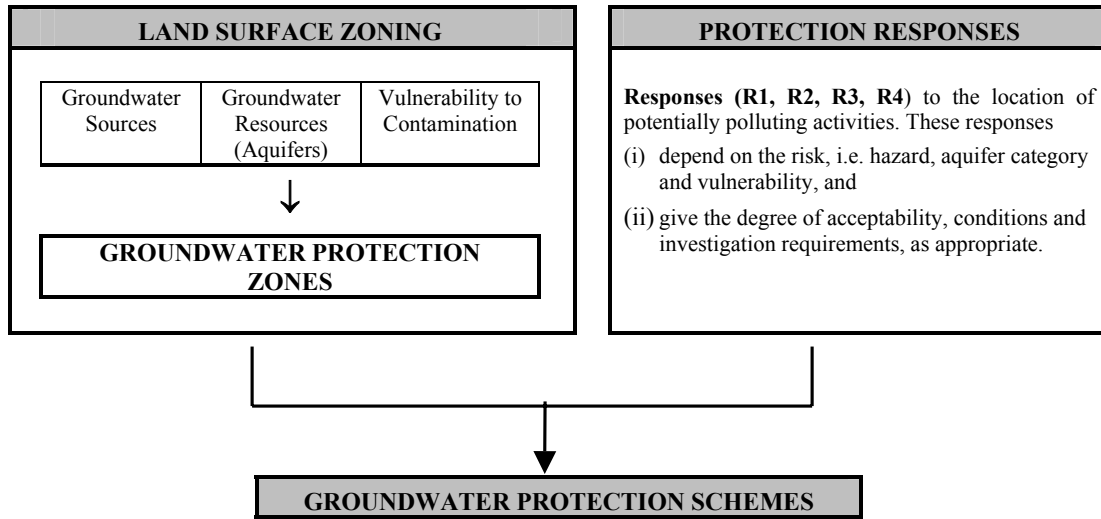 LAND SURFACE ZONING
Groundwater
Sources
Groundwater
Resources
(Aquifers)
Vulnerability to
Contamination
↓
GROUNDWATER PROTECTION
ZONES
PROTECTION RESPONSES
Responses (R1, R2, R3, R4) to the location of
potentially polluting activities. These responses
(i) depend on the risk, i.e. hazard, aquifer category
and vulnerability, and
(ii) give the degree of acceptability, conditions and
investigation requirements, as appropriate.
GROUNDWATER PROTECTION SCHEMES